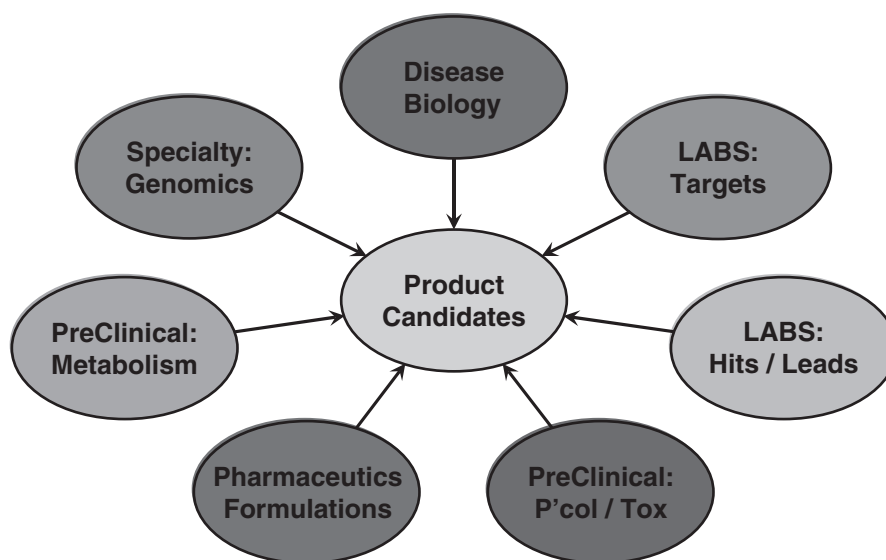 Disease
Biology
Specialty:
Genomics
LABS:
Targets
Product
Candidates
PreClinical:
Metabolism
LABS:
Hits / Leads
Pharmaceutics
Formulations
PreClinical:
P’col / Tox